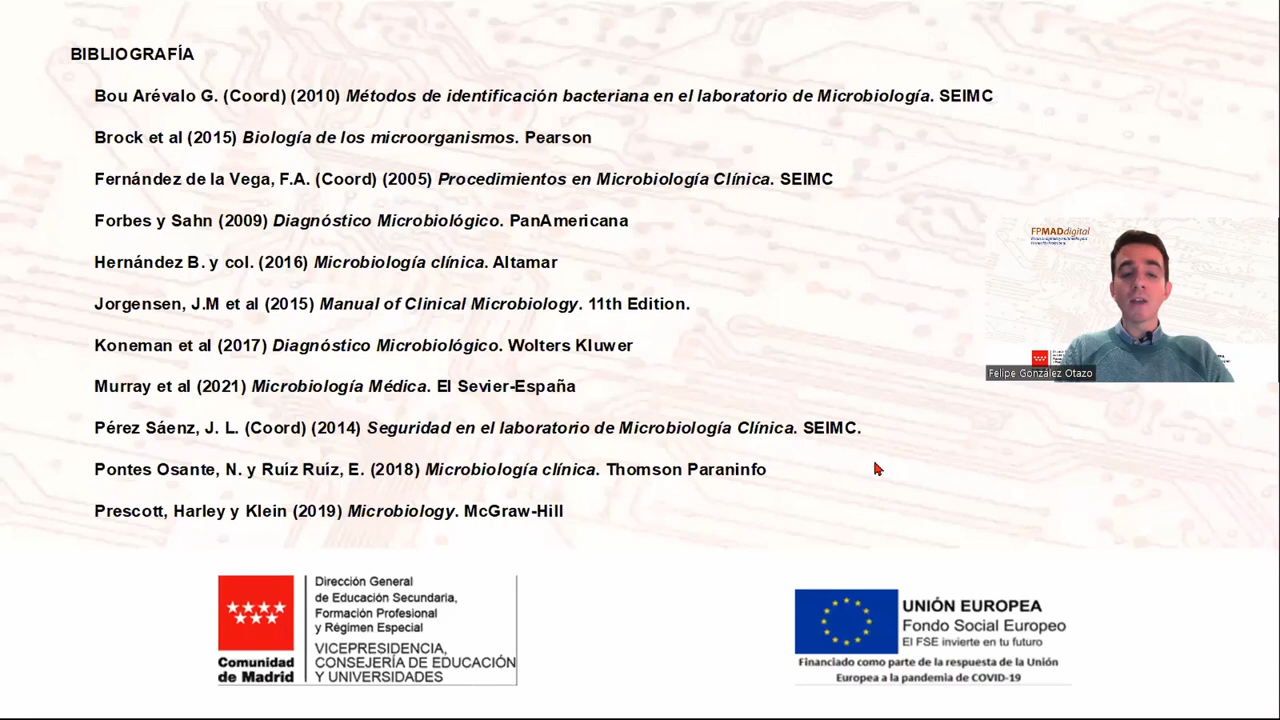 BIBLIOGRAFÍA
Bou Arévalo G. (Coord) (2010) Métodos de identificación bacteriana en el laboratorio de Microbiología. SEIMC
Brock et al (2015) Biología de los microorganismos. Pearson
Fernández de la Vega, F.A. (Coord) (2005) Procedimientos en Microbiología Clínica. SEIMC
Forbes y Sahn (2009) Diagnóstico Microbiológico. PanAmericana
Hernández B. y col. (2016) Microbiología clínica. Altamar
Jorgensen, J.M et al (2015) Manual of Clinical Microbiology. 11th Edition.
Koneman et al (2017) Diagnóstico Microbiológico. Wolters Kluwer
Murray et al (2021) Microbiología Médica. El Sevier-España
Pérez Sáenz, J. L. (Coord) (2014) Seguridad en el laboratorio de Microbiología Clínica. SEIMC.
Pontes Osante, N. y Ruíz Ruíz, E. (2018) Microbiología clínica. Thomson Paraninfo
Prescott, Harley y Klein (2019) Microbiology. McGraw-Hill
FPMADdigital
Felipe González Otazo
Comunidad
de Madrid
Dirección General
de Educación Secundaria,
Formación Profesional
y Régimen Especial
VICEPRESIDENCIA,
CONSEJERÍA DE EDUCACIÓN
Y UNIVERSIDADES
UNIÓN EUROPEA
Fondo Social Europeo
El FSE invierte en tu futuro
Financiado como parte de la respuesta de la Unión
Europea a la pandemia de COVID-19